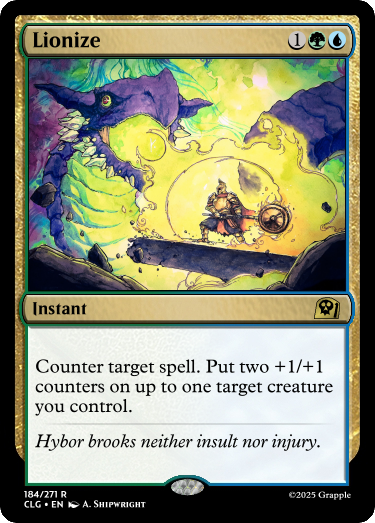 Lionize 1
Instant
Counter target spell. Put two +1/+1
counters on up to one target creature
you control.
Hybor brooks neither insult nor injury.
184/271 R
CLG • EN A. Shipwright
©2025 Grapple